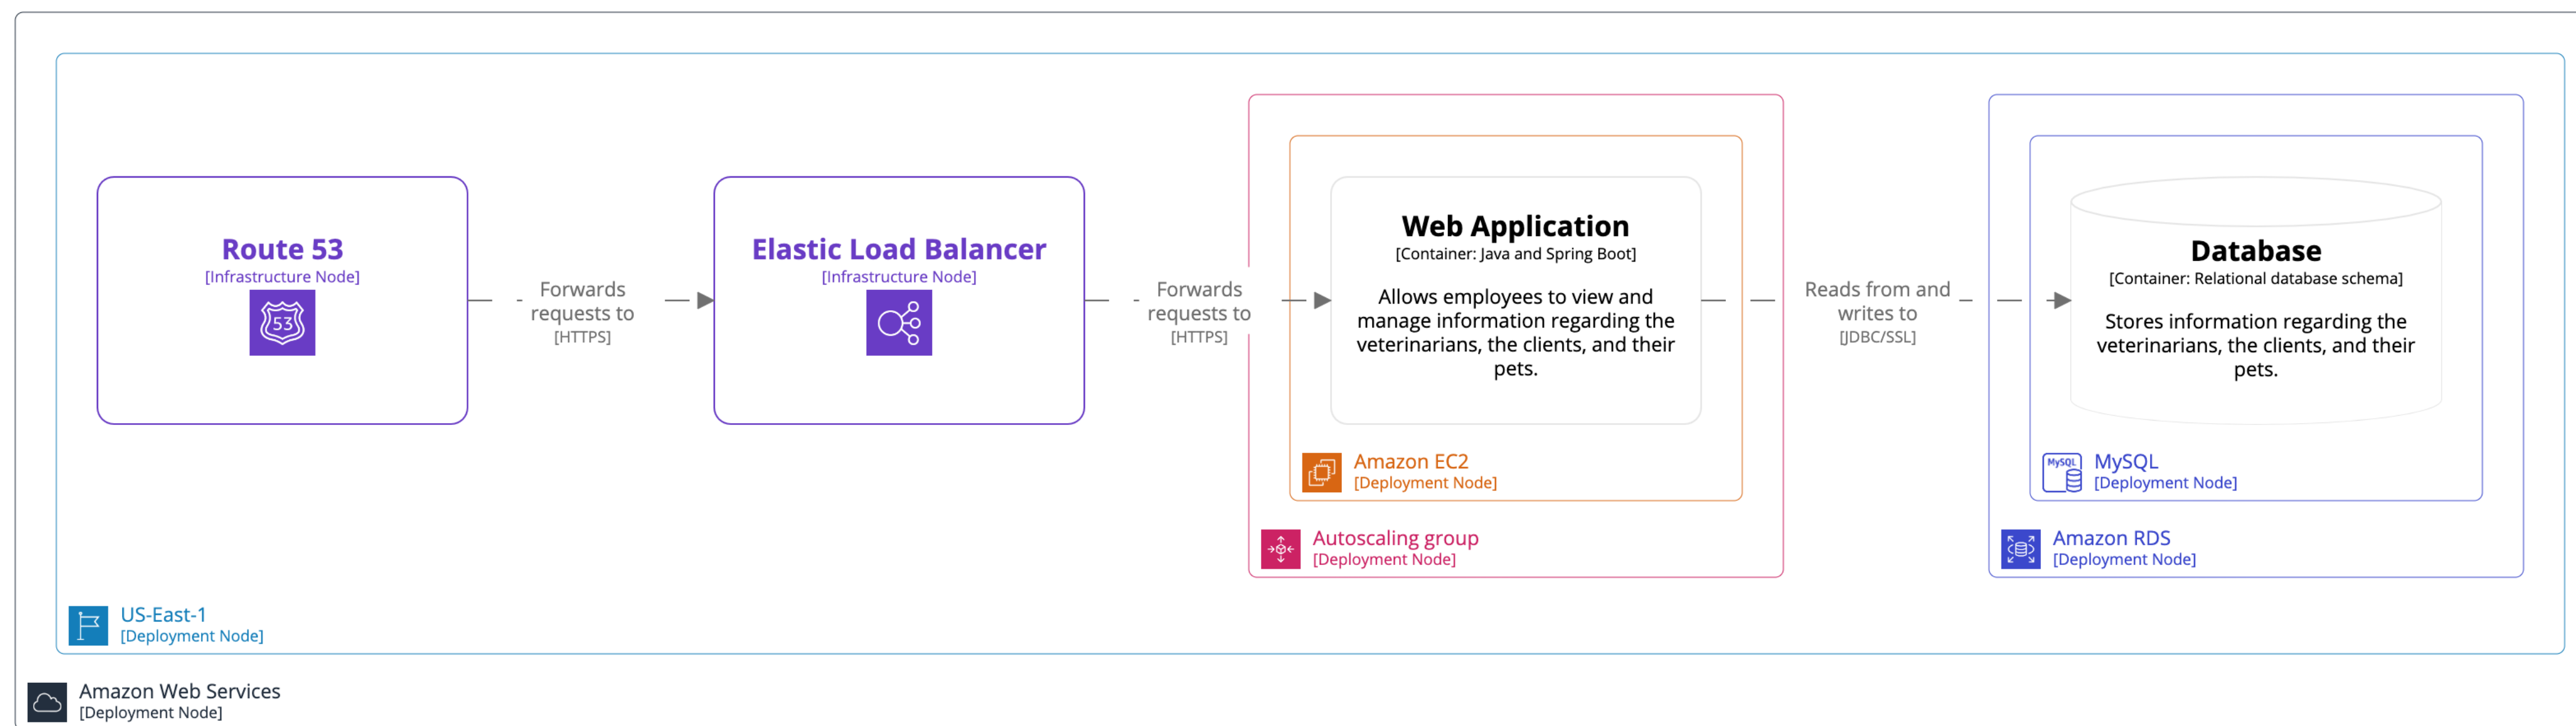 Route 53
[Infrastructure Node]
53
Forwards
requests to
[HTTPS]
Elastic Load Balancer
[Infrastructure Node]
Forwards
requests to
[HTTPS]
Web Application
[Container: Java and Spring Boot]
Allows employees to view and
manage information regarding the
veterinarians, the clients, and their
pets.
Amazon EC2
[Deployment Node]
Autoscaling group
[Deployment Node]
Reads from and
writes to
[JDBC/SSL]
Database
[Container: Relational database schema]
Stores information regarding the
veterinarians, the clients, and their
pets.
MySQL
MySQL
[Deployment Node]
Amazon RDS
[Deployment Node]
US-East-1
[Deployment Node]
Amazon Web Services
[Deployment Node]